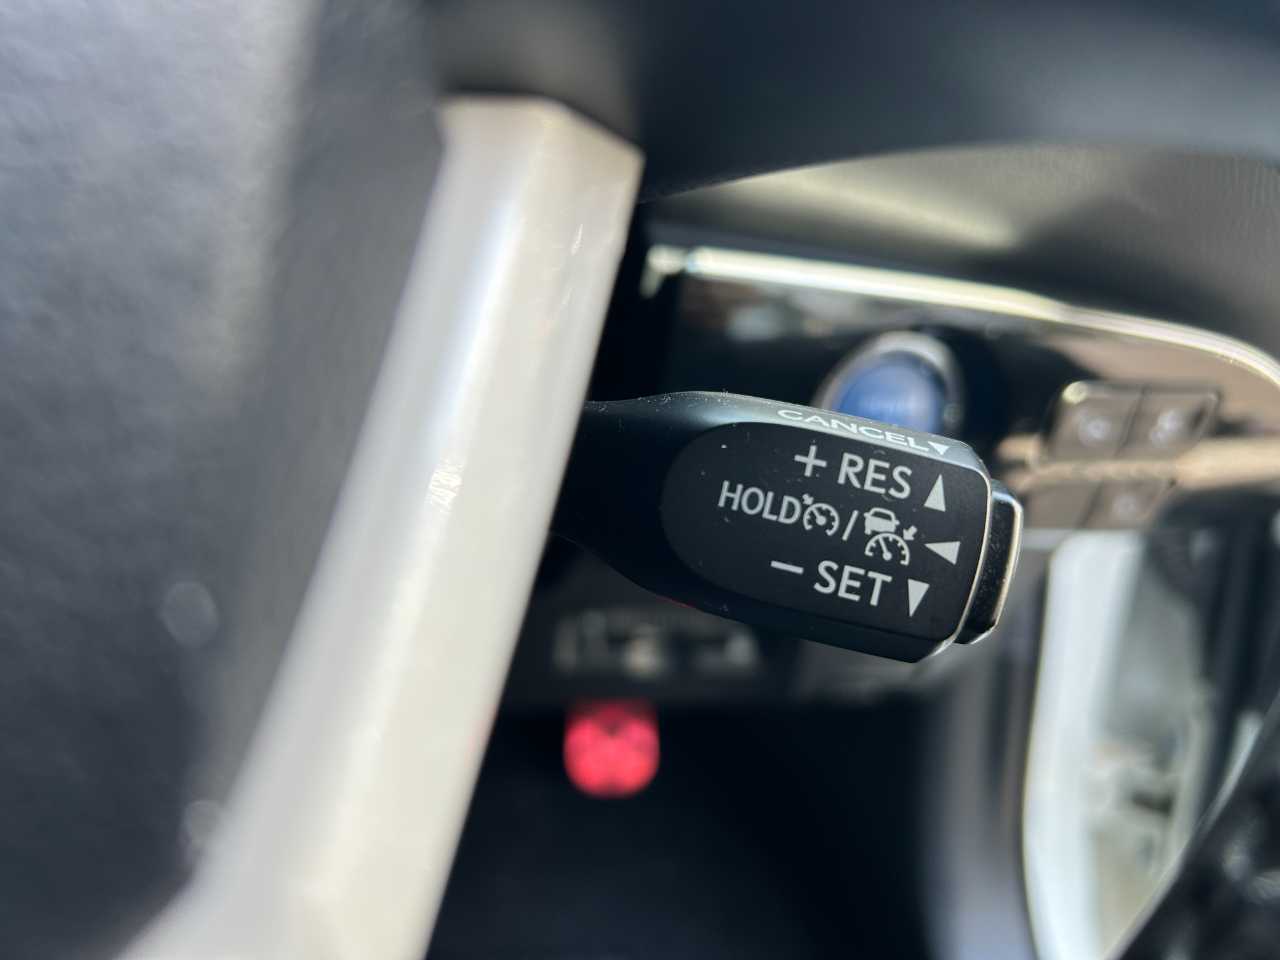 CANCEL▼
+ RES ▲
HOLD / ◀
− SET ▼